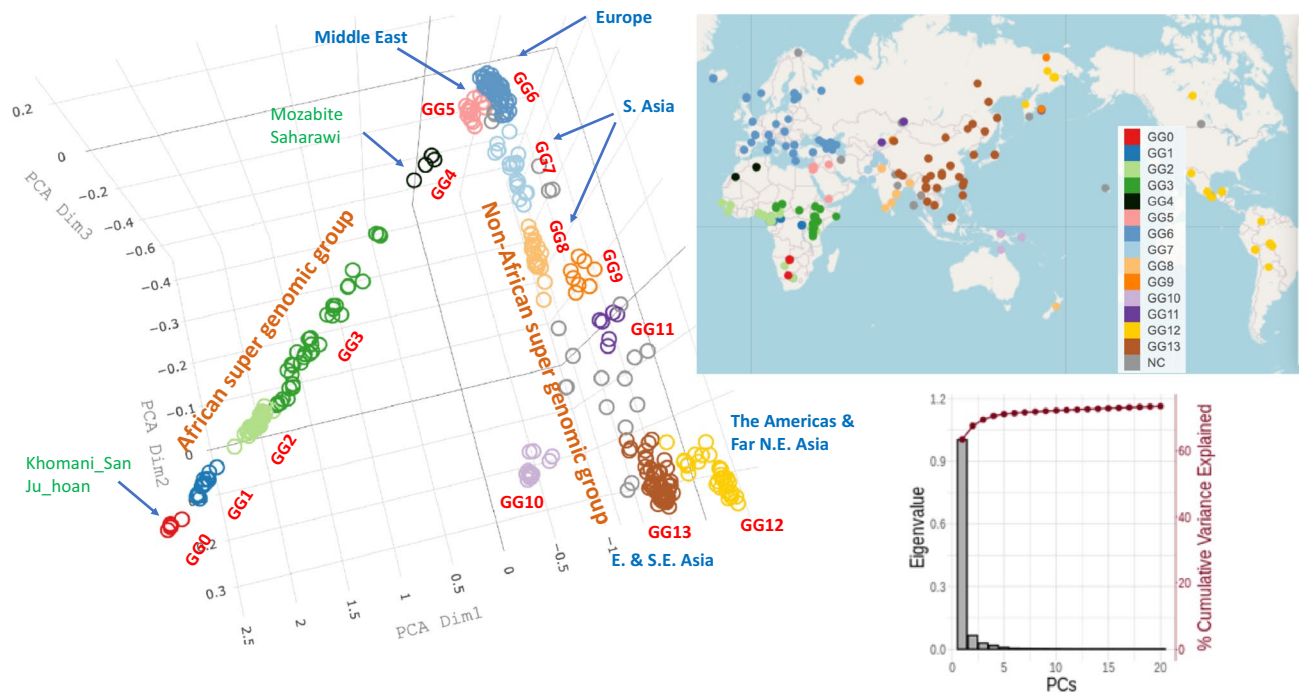 Europe
Middle East
GG6
GG5
S. Asia
Mozabite
Saharawi
GG7
GG4
0.2
0
−0.2
−0.4
−0.6
PCA Dim3
African super genomic group
Non-African super genomic group
GG8
GG9
GG3
GG11
−0.4
−0.3
−0.2
−0.1
0
0.2
0.3
PCA Dim2
GG2
The Americas &
Far N.E. Asia
Khomani_San
Ju_hoan
GG1
GG0
GG10
GG13
GG12
E. & S.E. Asia
2.5
2
1.5
1
0.5
0
−0.5
−1
PCA Dim1
GG0
GG1
GG2
GG3
GG4
GG5
GG6
GG7
GG8
GG9
GG10
GG11
GG12
GG13
NC
1.2
0.9
0.6
0.3
0.0
Eigenvalue
0
5
10
15
20
PCs
60
40
20
0
% Cumulative Variance Explained